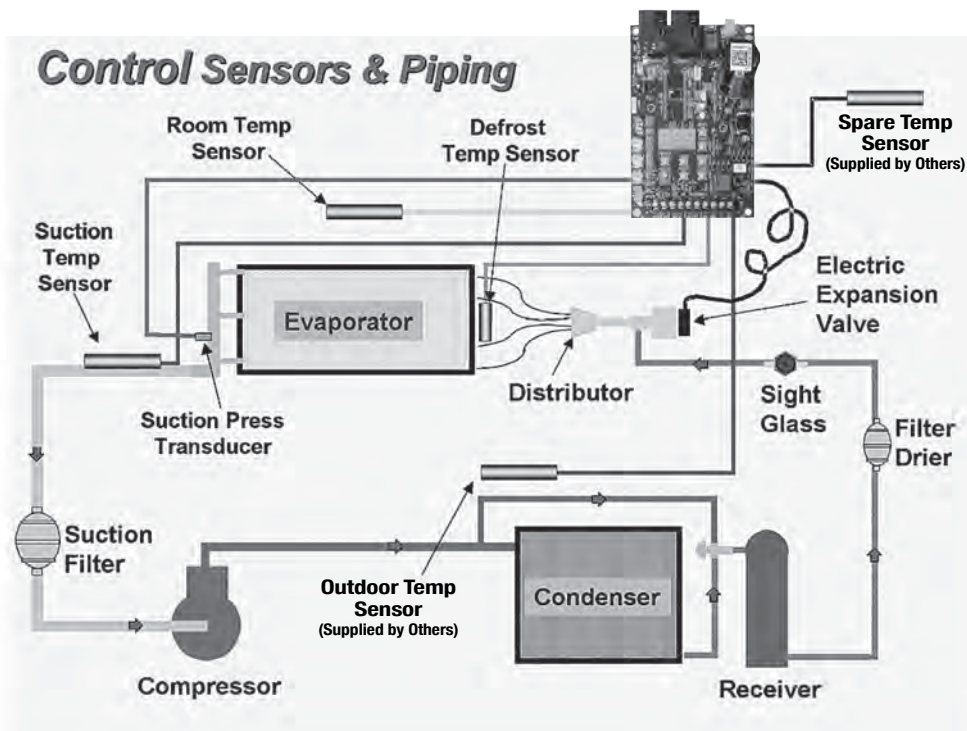 Control Sensors & Piping
Room Temp
Sensor
Defrost
Temp Sensor
Spare Temp
Sensor
(Supplied by Others)
Suction
Temp
Sensor
Electric
Expansion
Valve
Evaporator
Distributor
Sight
Glass
Suction Press
Transducer
Filter
Drier
Suction
Filter
Outdoor Temp
Sensor
(Supplied by Others)
Condenser
Compressor
Receiver